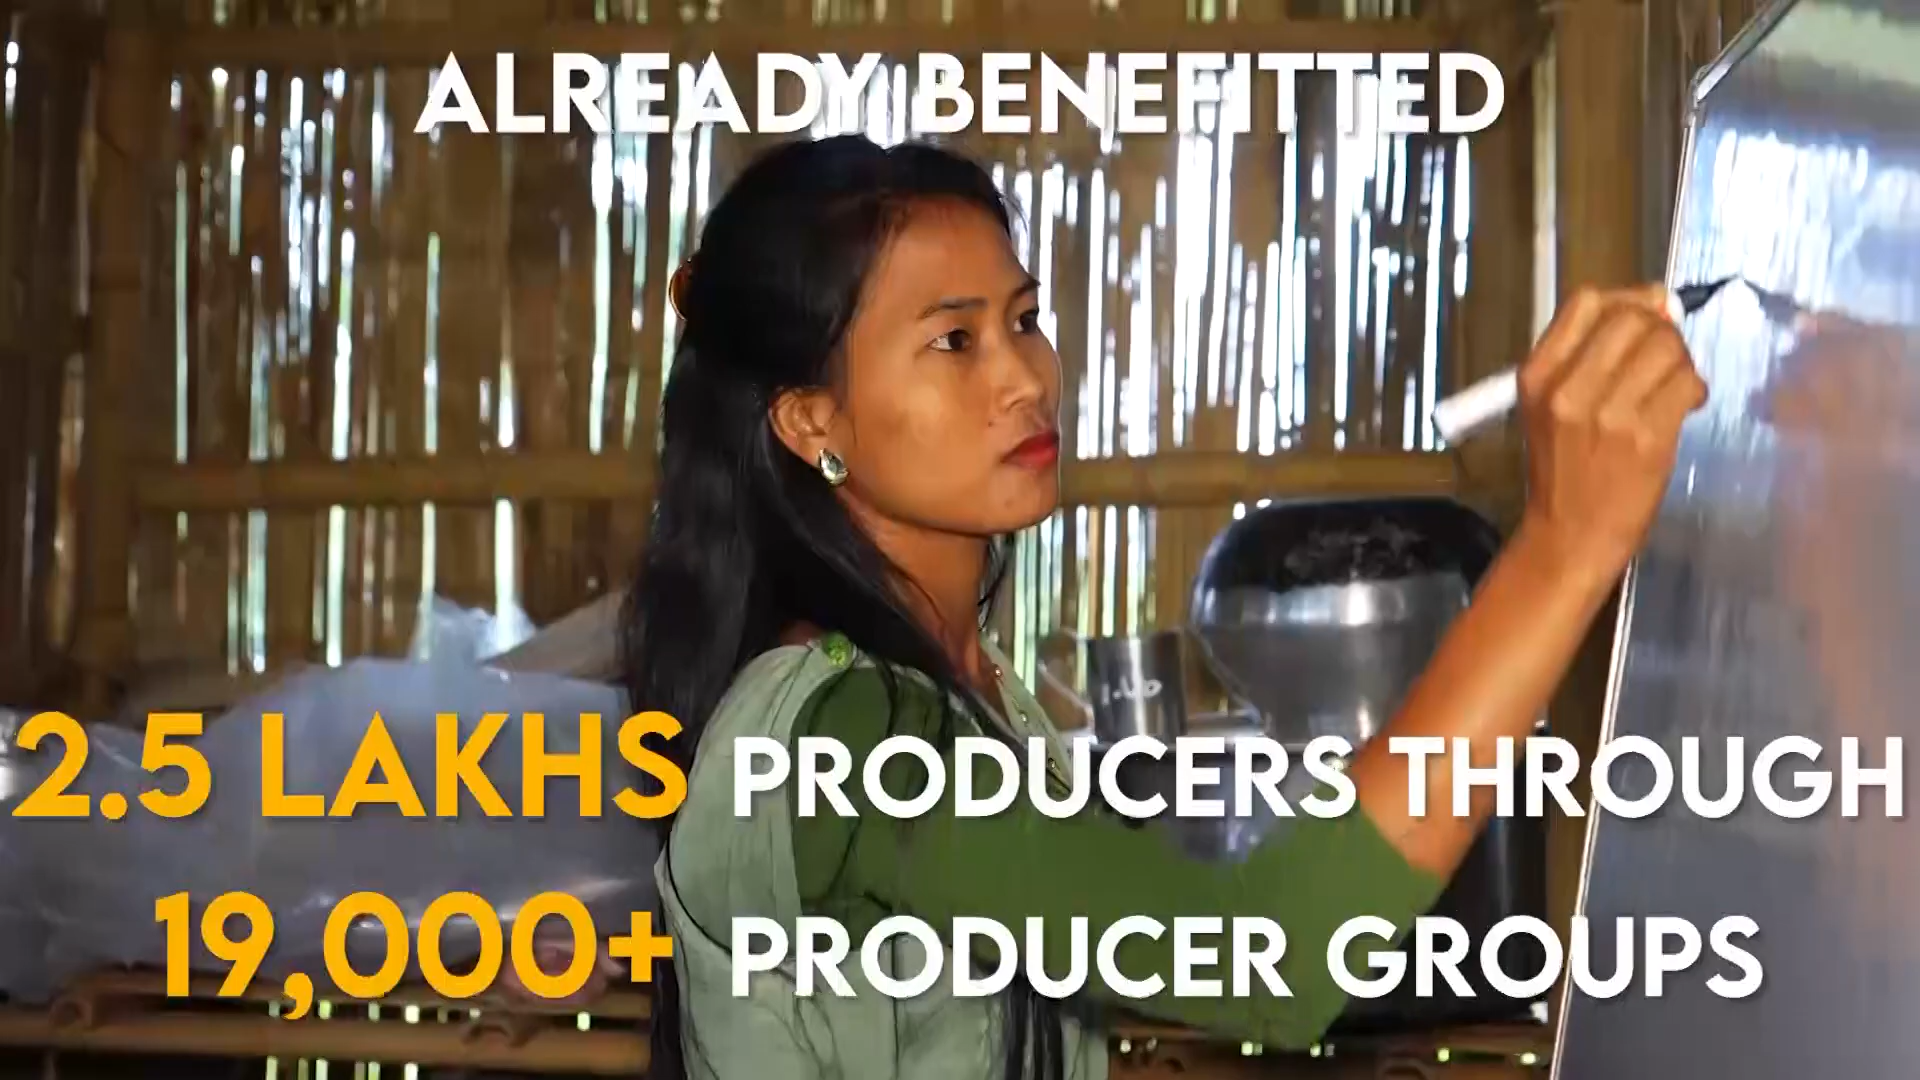 ALREADY BENEFITTED
2.5 LAKHS PRODUCERS THROUGH
19,000+ PRODUCER GROUPS